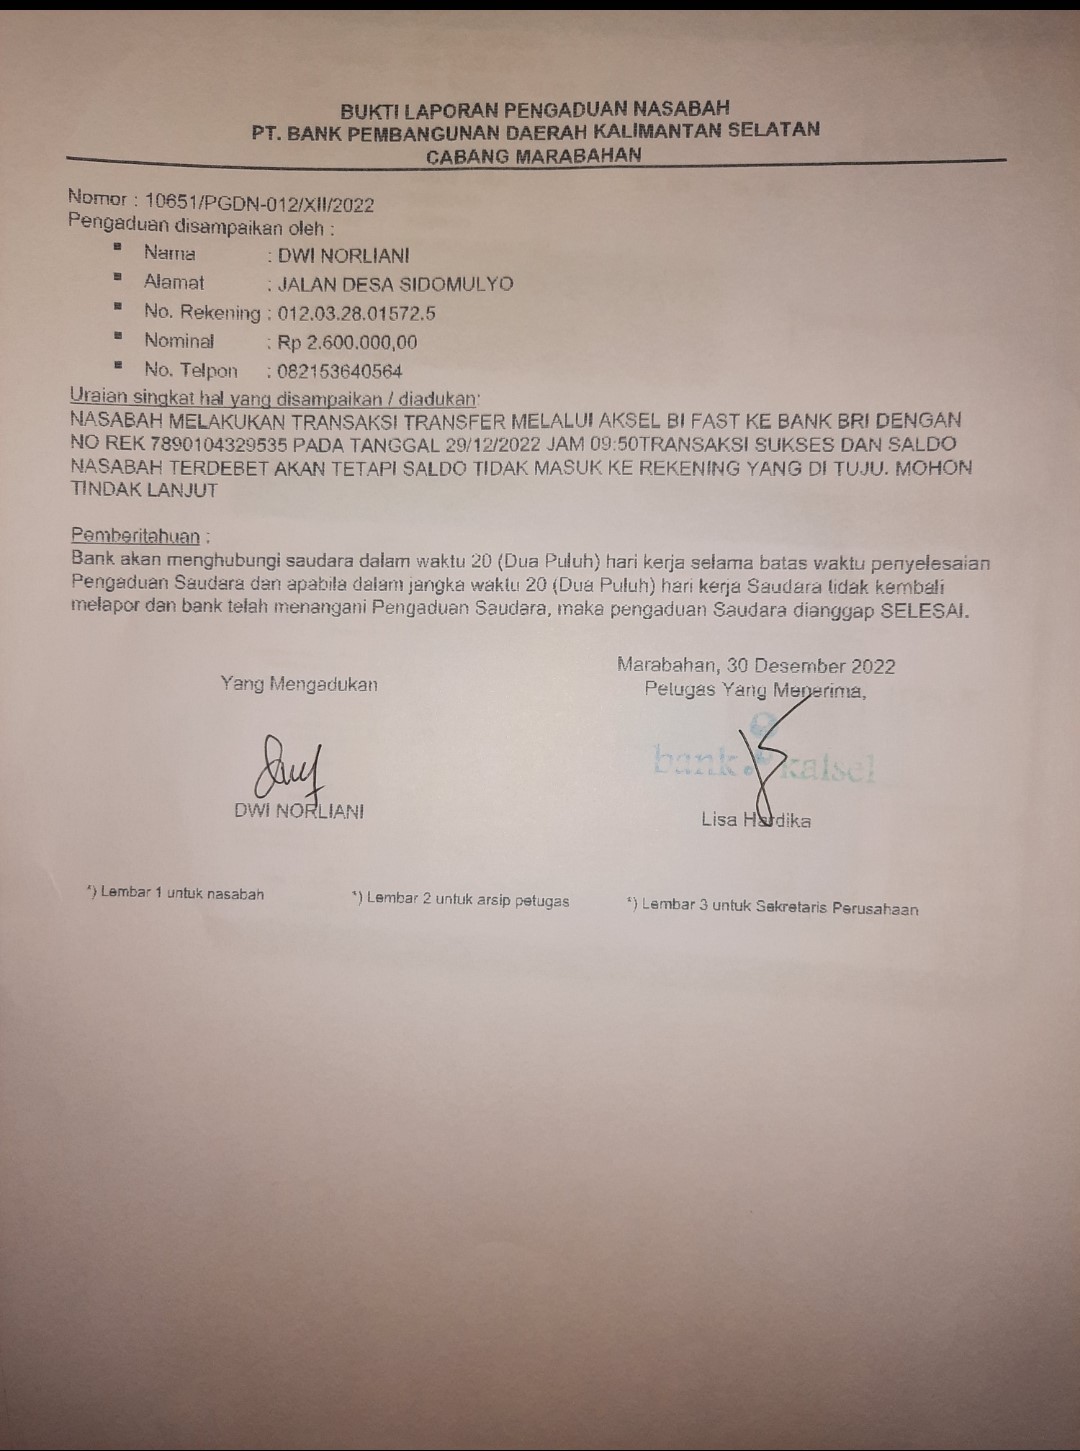 BUKTI LAPORAN PENGADUAN NASABAH
PT. BANK PEMBANGUNAN DAERAH KALIMANTAN SELATAN
CABANG MARABAHAN
Nomor : 10651/PGDN-012/XII/2022
Pengaduan disampaikan oleh :
▪ Nama : DWI NORLIANI
▪ Alamat : JALAN DESA SIDOMULYO
▪ No. Rekening : 012.03.28.01572.5
▪ Nominal : Rp 2.600.000,00
▪ No. Telpon : 082153640564
Uraian singkat hal yang disampaikan / diadukan:
NASABAH MELAKUKAN TRANSAKSI TRANSFER MELALUI AKSEL BI FAST KE BANK BRI DENGAN
NO REK 7890104329535 PADA TANGGAL 29/12/2022 JAM 09:50TRANSAKSI SUKSES DAN SALDO
NASABAH TERDEBET AKAN TETAPI SALDO TIDAK MASUK KE REKENING YANG DI TUJU. MOHON
TINDAK LANJUT
Pemberitahuan :
Bank akan menghubungi saudara dalam waktu 20 (Dua Puluh) hari kerja selama batas waktu penyelesaian
Pengaduan Saudara dan apabila dalam jangka waktu 20 (Dua Puluh) hari kerja Saudara tidak kembali
melapor dan bank telah menangani Pengaduan Saudara, maka pengaduan Saudara dianggap SELESAI.
Marabahan, 30 Desember 2022
Yang Mengadukan Petugas Yang Menerima,
bank kalsel
DWI NORLIANI Lisa Hardika
*) Lembar 1 untuk nasabah *) Lembar 2 untuk arsip petugas *) Lembar 3 untuk Sekretaris Perusahaan